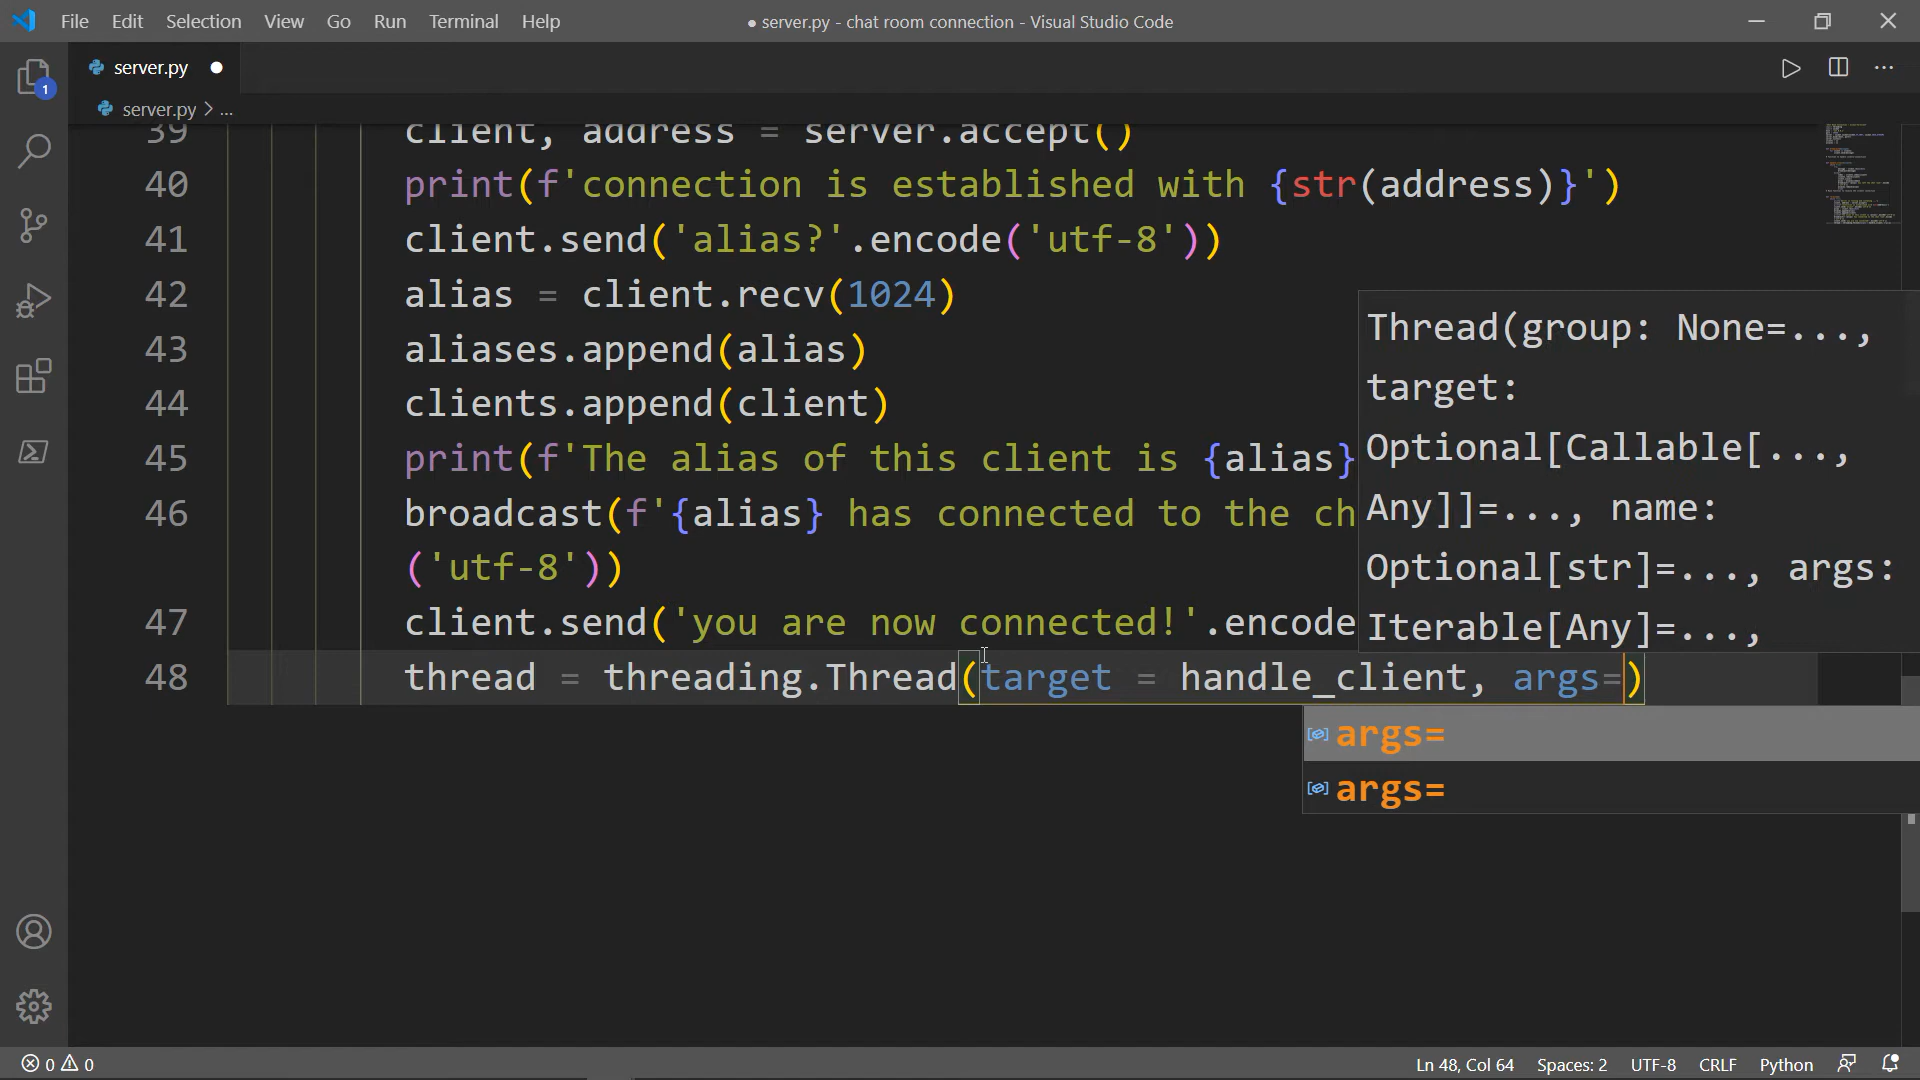 File Edit Selection View Go Run Terminal Help
● server.py - chat room connection - Visual Studio Code
server.py
server.py > ...
1
39 client, address = server.accept()
40 print(f'connection is established with {str(address)}')
41 client.send('alias?'.encode('utf-8'))
42 alias = client.recv(1024)
43 aliases.append(alias)
44 clients.append(client)
45 print(f'The alias of this client is {alias}
46 broadcast(f'{alias} has connected to the ch
('utf-8'))
47 client.send('you are now connected!'.encode
48 thread = threading.Thread(target = handle_client, args=)
Thread(group: None=...,
target:
Optional[Callable[...,
Any]]=..., name:
Optional[str]=..., args:
Iterable[Any]=...,
args=
args=
0 0
Ln 48, Col 64 Spaces: 2 UTF-8 CRLF Python